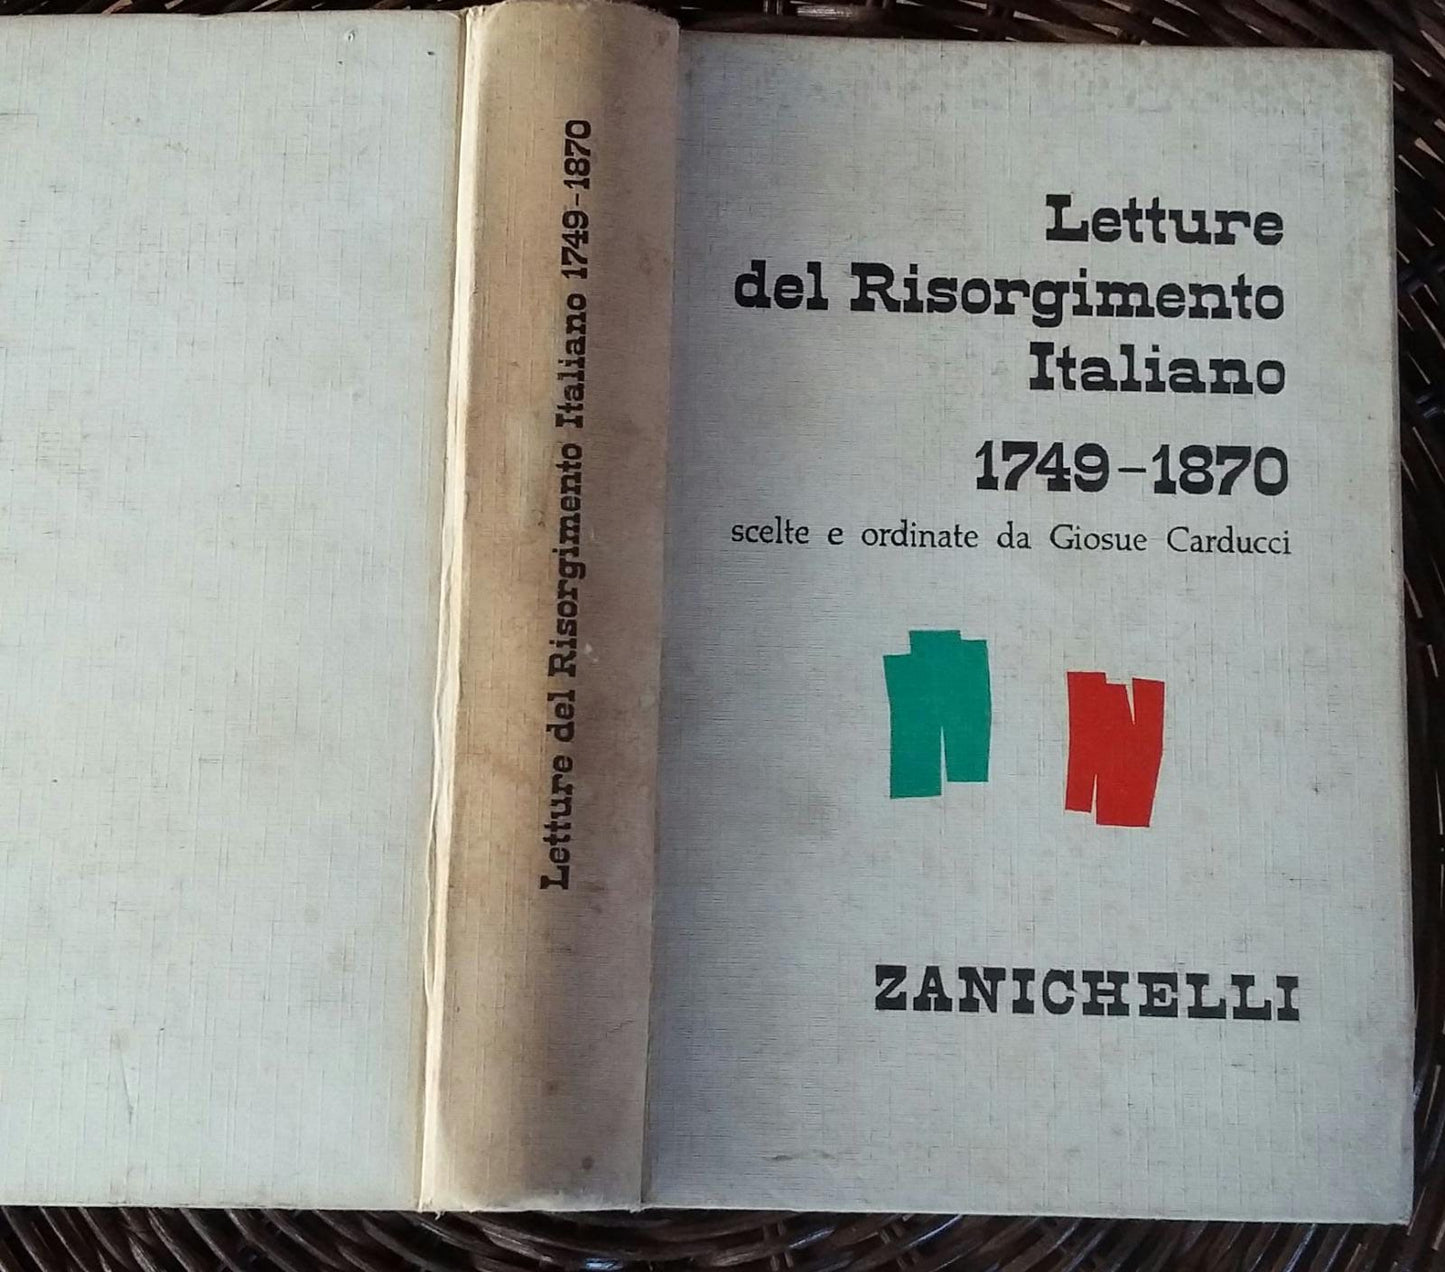 Letture del Risorgimento Italiano 1749-1870
Letture
del Risorgimento
Italiano
1749-1870
scelte e ordinate da Giosue Carducci
ZANICHELLI